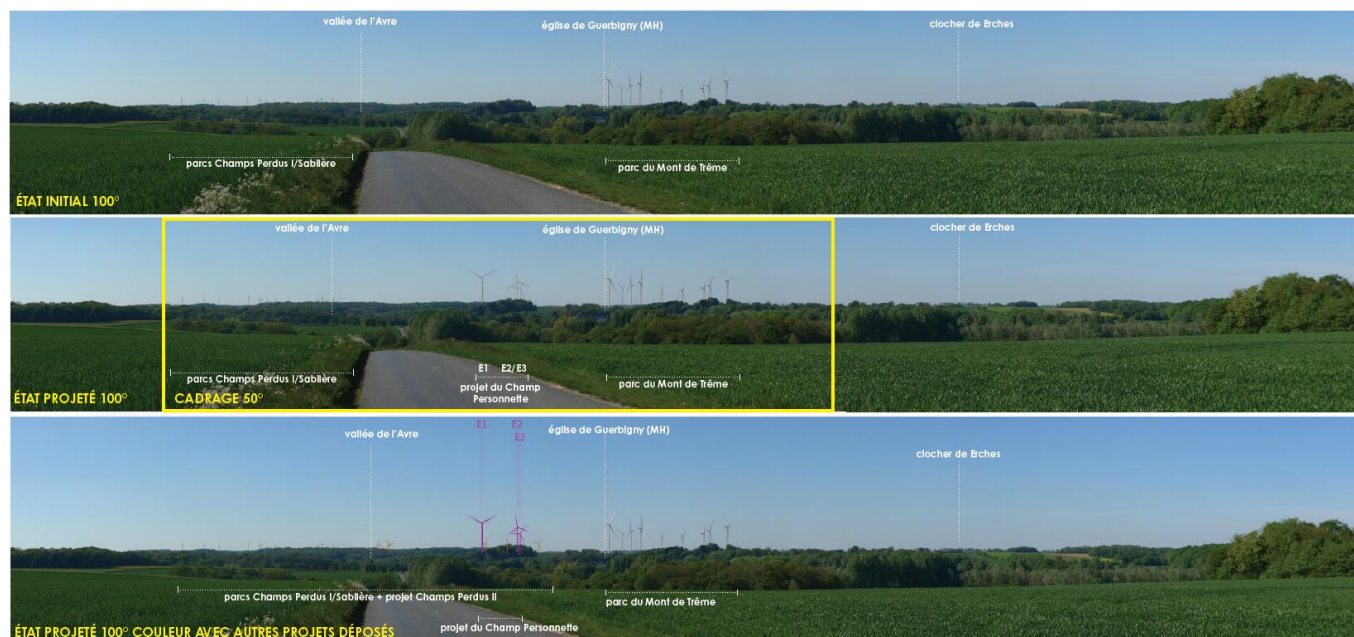 vallée de l'Avre
église de Guerbigny (MH)
clocher de Erches
parcs Champs Perdus I/Sablière
parc du Mont de Trême
ÉTAT INITIAL 100°
vallée de l'Avre
église de Guerbigny (MH)
clocher de Erches
parcs Champs Perdus I/Sablière
E1 E2/E3
projet du Champ
Personnette
parc du Mont de Trême
ÉTAT PROJETÉ 100°
CADRAGE 50°
E1
E2
E3
vallée de l'Avre
église de Guerbigny (MH)
clocher de Erches
parcs Champs Perdus I/Sablière + projet Champs Perdus II
parc du Mont de Trême
projet du Champ Personnette
ÉTAT PROJETÉ 100° COULEUR AVEC AUTRES PROJETS DÉPOSÉS